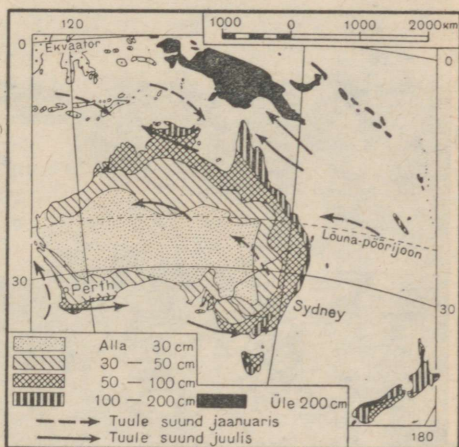 120
1000 0 1000 2000 км
0
Ekvaator
0
Lõuna-pöörijoon
30
Perth
Sydney
30
Alla 30 cm
30 — 50 cm
50 — 100 cm
100 — 200 cm
Üle 200 cm
Tuule suund jaanuaris
Tuule suund juulis
180